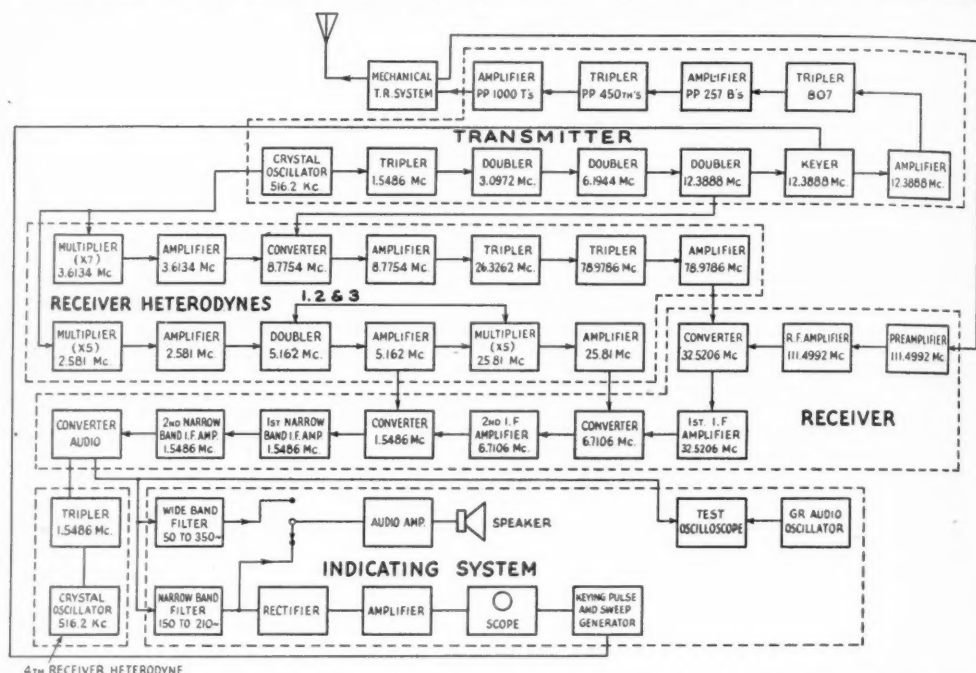 MECHANICAL
T.R. SYSTEM
AMPLIFIER
PP 1000 T's
TRIPLER
PP 450TH'S
AMPLIFIER
PP 257 B's
TRIPLER
807
TRANSMITTER
CRYSTAL
OSCILLATOR
516.2 KC
TRIPLER
1.5486 MC.
DOUBLER
3.0972 MC.
DOUBLER
6.1944 MC.
DOUBLER
12.3888 MC.
KEYER
12.3888 MC.
AMPLIFIER
12.3888 MC.
MULTIPLIER
(X7)
3.6134 MC.
AMPLIFIER
3.6134 MC.
CONVERTER
8.7754 MC.
AMPLIFIER
8.7754 MC.
TRIPLER
26.3262 MC.
TRIPLER
78.9786 MC.
AMPLIFIER
78.9786 MC.
RECEIVER HETERODYNES
1. 2 & 3
MULTIPLIER
(X5)
2.581 MC.
AMPLIFIER
2.581 MC.
DOUBLER
5.162 MC.
AMPLIFIER
5.162 MC.
MULTIPLIER
(X5)
25.81 MC.
AMPLIFIER
25.81 MC.
CONVERTER
32.5206 MC.
R.F. AMPLIFIER
111.4992 MC.
PREAMPLIFIER
111.4992 MC.
RECEIVER
CONVERTER
AUDIO
2ND NARROW
BAND I.F. AMP.
1.5486 MC.
1ST NARROW
BAND I.F. AMP.
1.5486 MC.
CONVERTER
1.5486 MC.
2ND I.F
AMPLIFIER
6.7106 MC.
CONVERTER
6.7106 MC.
1ST. I.F
AMPLIFIER
32.5206 MC
TRIPLER
1.5486 MC.
WIDE BAND
FILTER
50 TO 350~
AUDIO AMP.
SPEAKER
TEST
OSCILLOSCOPE
GR AUDIO
OSCILLATOR
INDICATING SYSTEM
CRYSTAL
OSCILLATOR
516.2 KC
NARROW BAND
FILTER
150 TO 210~
RECTIFIER
AMPLIFIER
SCOPE
KEYING PULSE
AND SWEEP
GENERATOR
4TH RECEIVER HETERODYNE